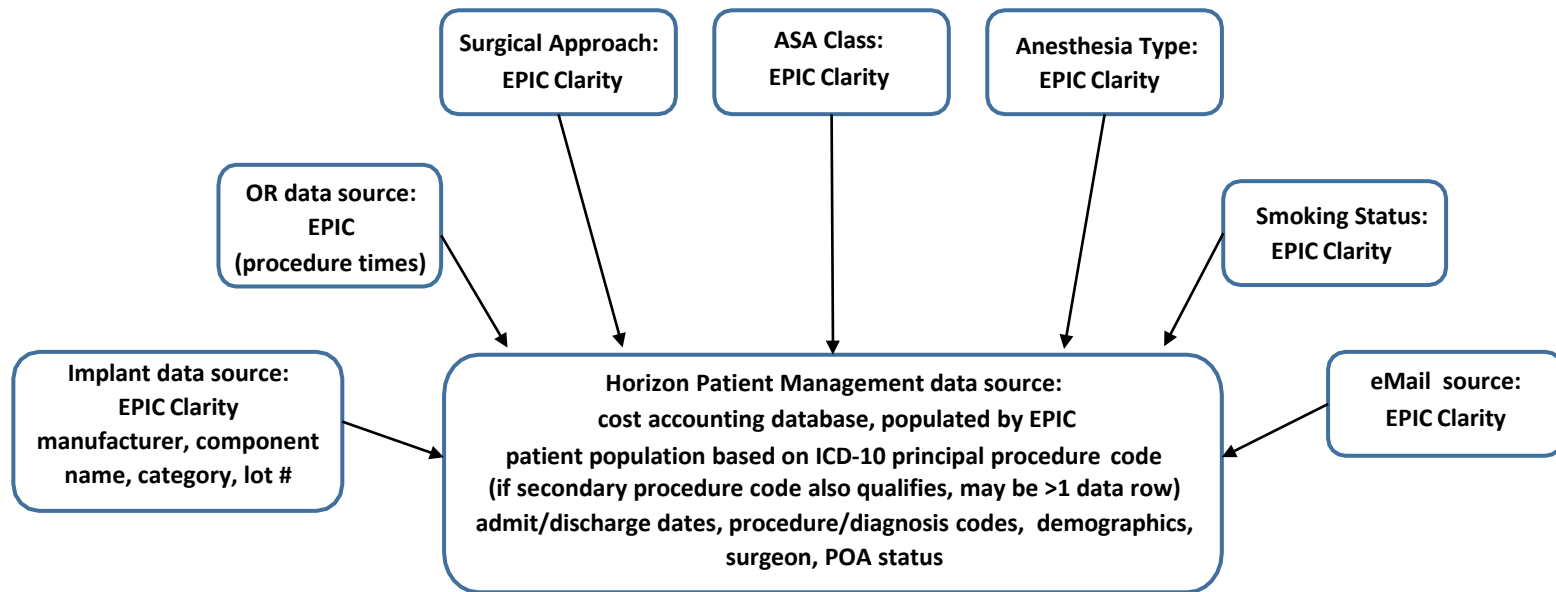 Surgical Approach:
EPIC Clarity
ASA Class:
EPIC Clarity
Anesthesia Type:
EPIC Clarity
OR data source:
EPIC
(procedure times)
Smoking Status:
EPIC Clarity
Implant data source:
EPIC Clarity
manufacturer, component
name, category, lot #
Horizon Patient Management data source:
cost accounting database, populated by EPIC
patient population based on ICD-10 principal procedure code
(if secondary procedure code also qualifies, may be >1 data row)
admit/discharge dates, procedure/diagnosis codes, demographics,
surgeon, POA status
eMail source:
EPIC Clarity